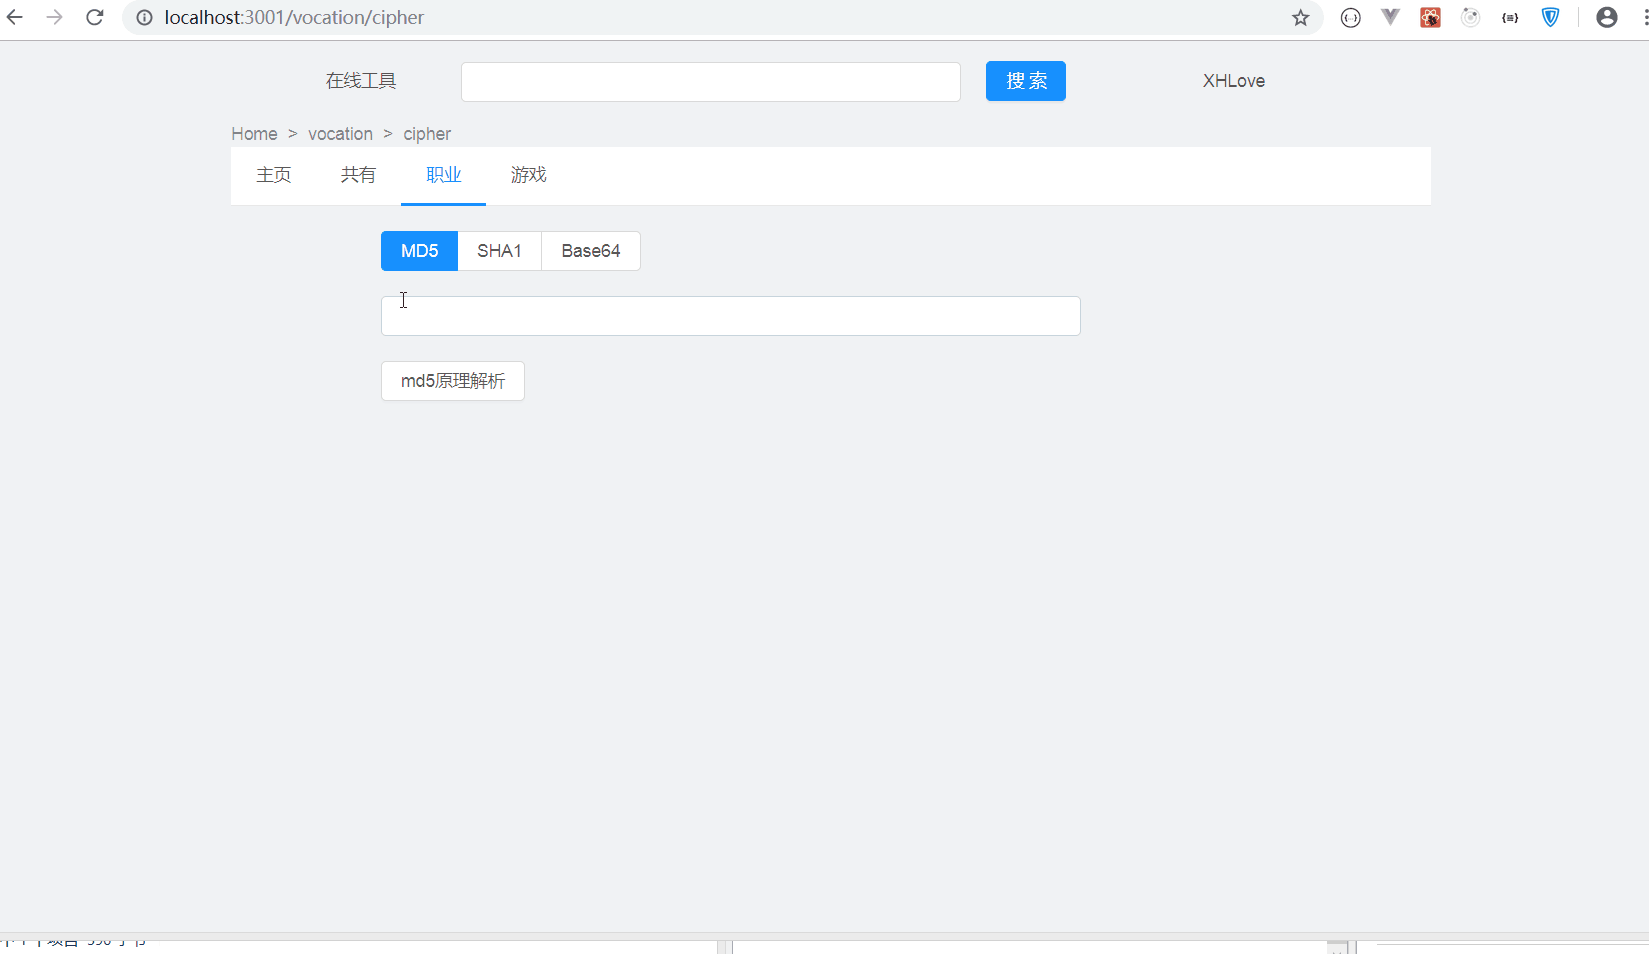 localhost:3001/vocation/cipher
在线工具
搜 索
XHLove
Home > vocation > cipher
主页 共有 职业 游戏
MD5 SHA1 Base64
md5原理解析